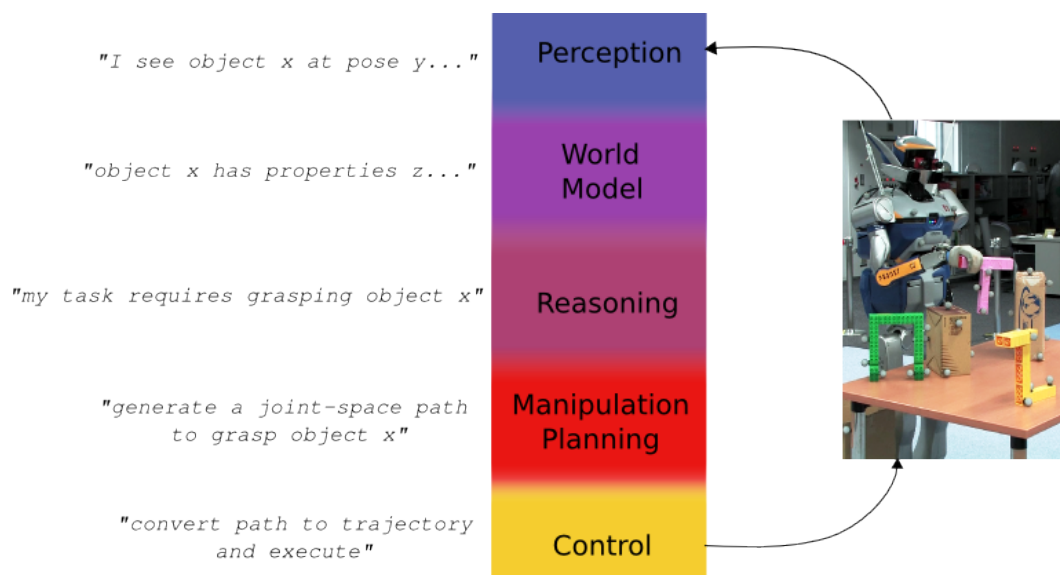 "I see object x at pose y..."
Perception
"object x has properties z..."
World
Model
"my task requires grasping object x"
Reasoning
"generate a joint-space path
to grasp object x"
Manipulation
Planning
"convert path to trajectory
and execute"
Control